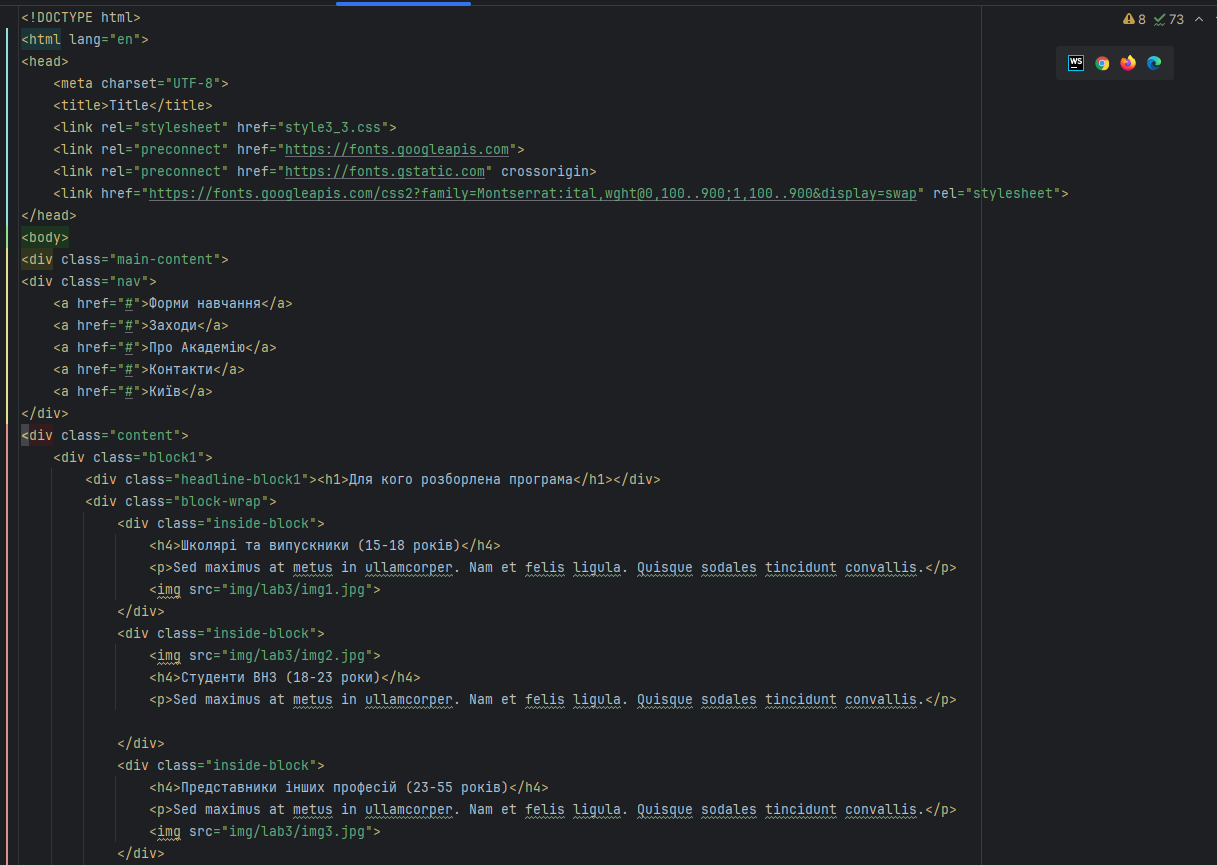 <!DOCTYPE html>
8 73
<html lang="en">
<head>
WS
<meta charset="UTF-8">
<title>Title</title>
<link rel="stylesheet" href="style3_3.css">
<link rel="preconnect" href="https://fonts.googleapis.com">
<link rel="preconnect" href="https://fonts.gstatic.com" crossorigin>
<link href="https://fonts.googleapis.com/css2?family=Montserrat:ital,wght@0,100..900;1,100..900&display=swap" rel="stylesheet">
</head>
<body>
<div class="main-content">
<div class="nav">
<a href="#">Форми навчання</a>
<a href="#">Заходи</a>
<a href="#">Про Академію</a>
<a href="#">Контакти</a>
<a href="#">Київ</a>
</div>
<div class="content">
<div class="block1">
<div class="headline-block1"><h1>Для кого розборлена програма</h1></div>
<div class="block-wrap">
<div class="inside-block">
<h4>Школярі та випускники (15-18 років)</h4>
<p>Sed maximus at metus in ullamcorper. Nam et felis ligula. Quisque sodales tincidunt convallis.</p>
<img src="img/lab3/img1.jpg">
</div>
<div class="inside-block">
<img src="img/lab3/img2.jpg">
<h4>Студенти ВНЗ (18-23 роки)</h4>
<p>Sed maximus at metus in ullamcorper. Nam et felis ligula. Quisque sodales tincidunt convallis.</p>
</div>
<div class="inside-block">
<h4>Представники інших професій (23-55 років)</h4>
<p>Sed maximus at metus in ullamcorper. Nam et felis ligula. Quisque sodales tincidunt convallis.</p>
<img src="img/lab3/img3.jpg">
</div>